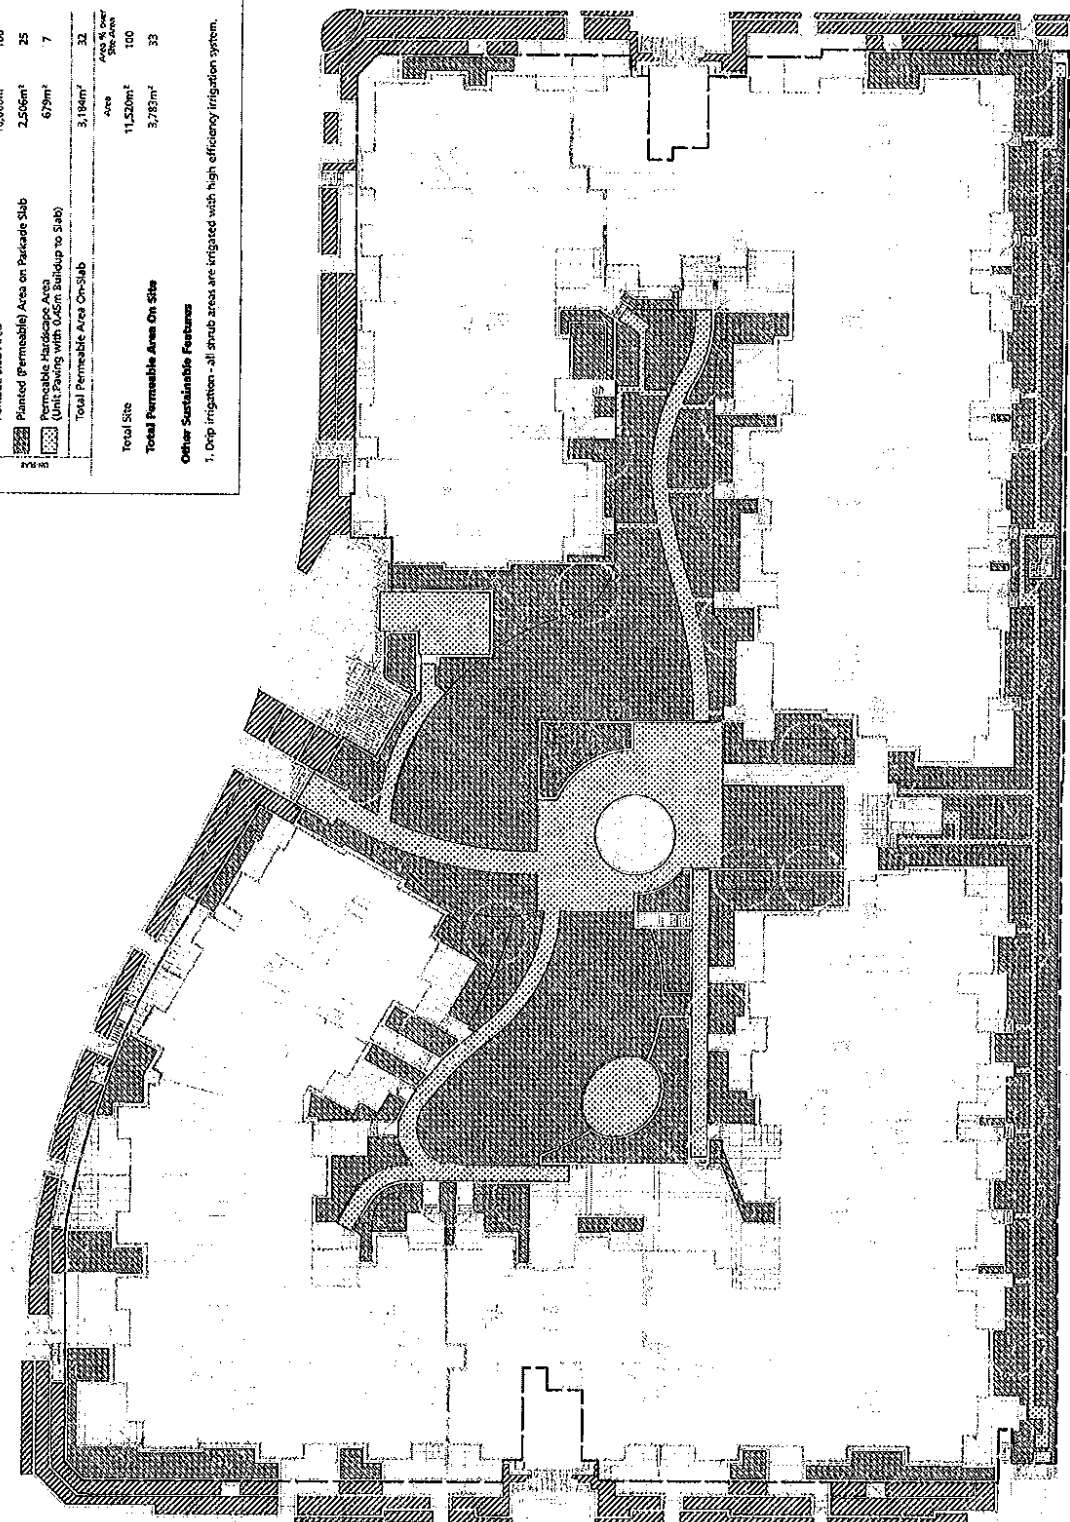 Planted (Permeable) Area on Parkade Slab 2,506m² 25
Permeable Hardscape Area 679m² 7
(Unit Paving with 0.45m Buildup to Slab)
Total Permeable Area On-Slab 3,184m² 32
Area Area % over
Site Area
Total Site 11,520m² 100
Total Permeable Area On Site 3,783m² 33
Other Sustainable Features
1. Drip irrigation - all shrub areas are irrigated with high efficiency irrigation system.
ON-SLAB